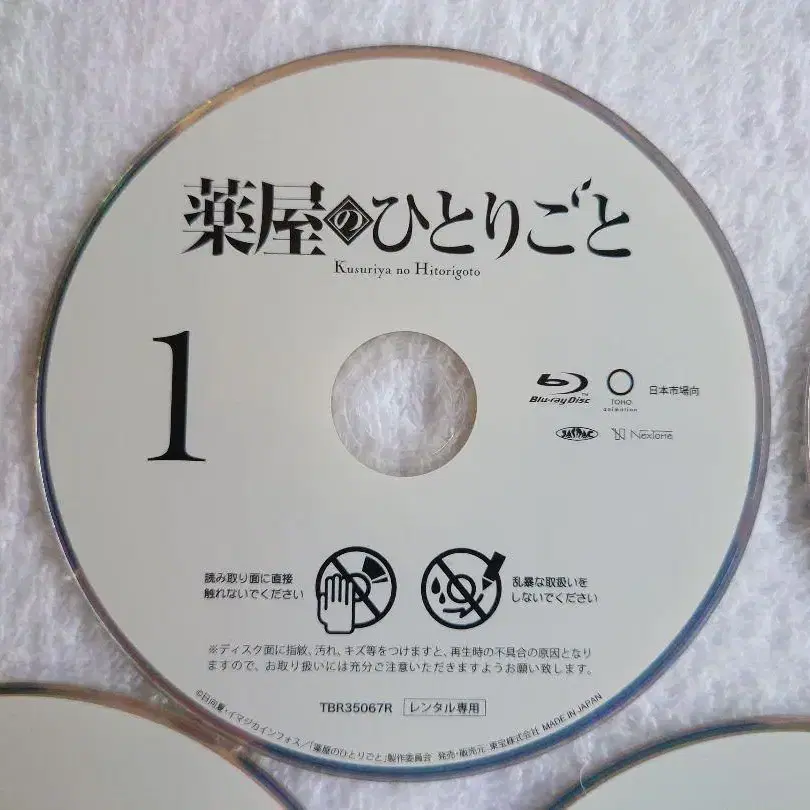 薬屋のひとりごと
Kusuriya no Hitorigoto
1
Blu-ray Disc™
TOHO
animation
日本市場向
JASRAC
NexTone
読み取り面に直接
触れないでください
乱暴な取扱いを
しないでください
※ディスク面に指紋、汚れ、キズ等をつけますと、再生時の不具合の原因となり
ますので、お取り扱いには充分ご注意いただきますようお願い致します。
TBR35067R レンタル専用
©日向夏・イマジカインフォス/「薬屋のひとりごと」製作委員会 発売・販売元・東宝株式会社 MADE IN JAPAN